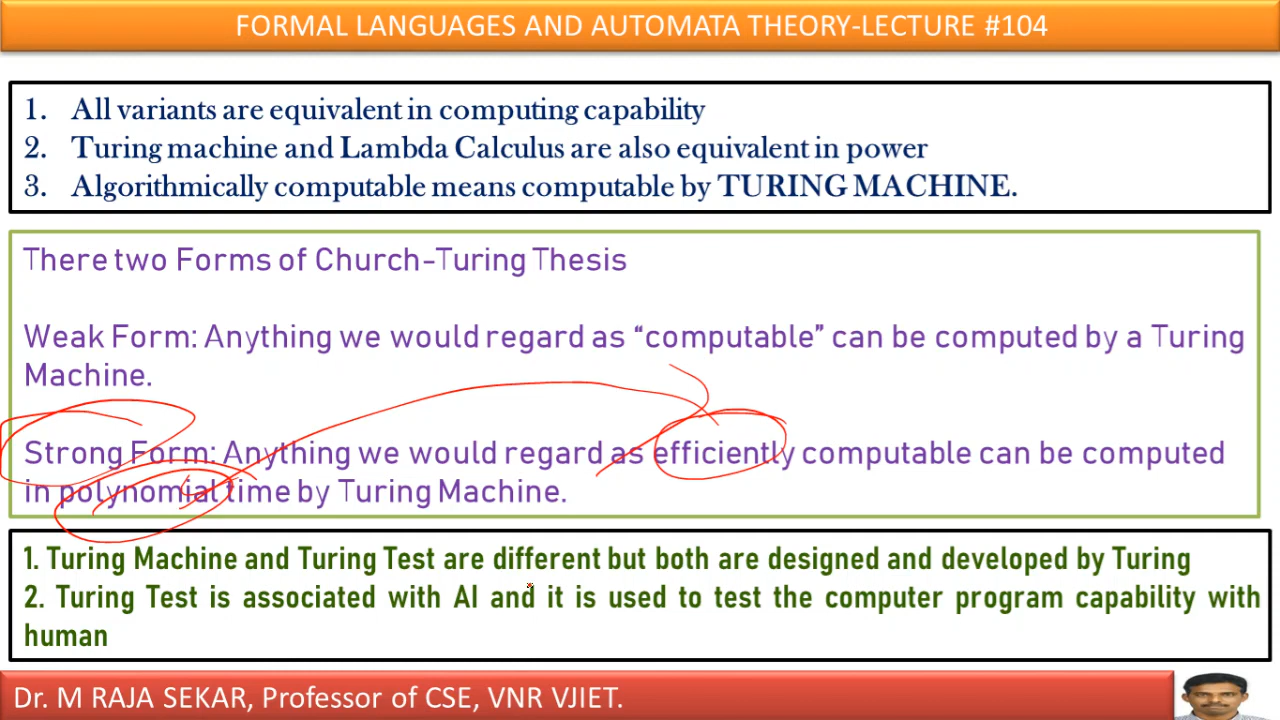 FORMAL LANGUAGES AND AUTOMATA THEORY-LECTURE #104
1. All variants are equivalent in computing capability
2. Turing machine and Lambda Calculus are also equivalent in power
3. Algorithmically computable means computable by TURING MACHINE.
There two Forms of Church-Turing Thesis
Weak Form: Anything we would regard as “computable” can be computed by a Turing
Machine.
Strong Form: Anything we would regard as efficiently computable can be computed
in polynomial time by Turing Machine.
1. Turing Machine and Turing Test are different but both are designed and developed by Turing
2. Turing Test is associated with AI and it is used to test the computer program capability with
human
Dr. M RAJA SEKAR, Professor of CSE, VNR VJIET.